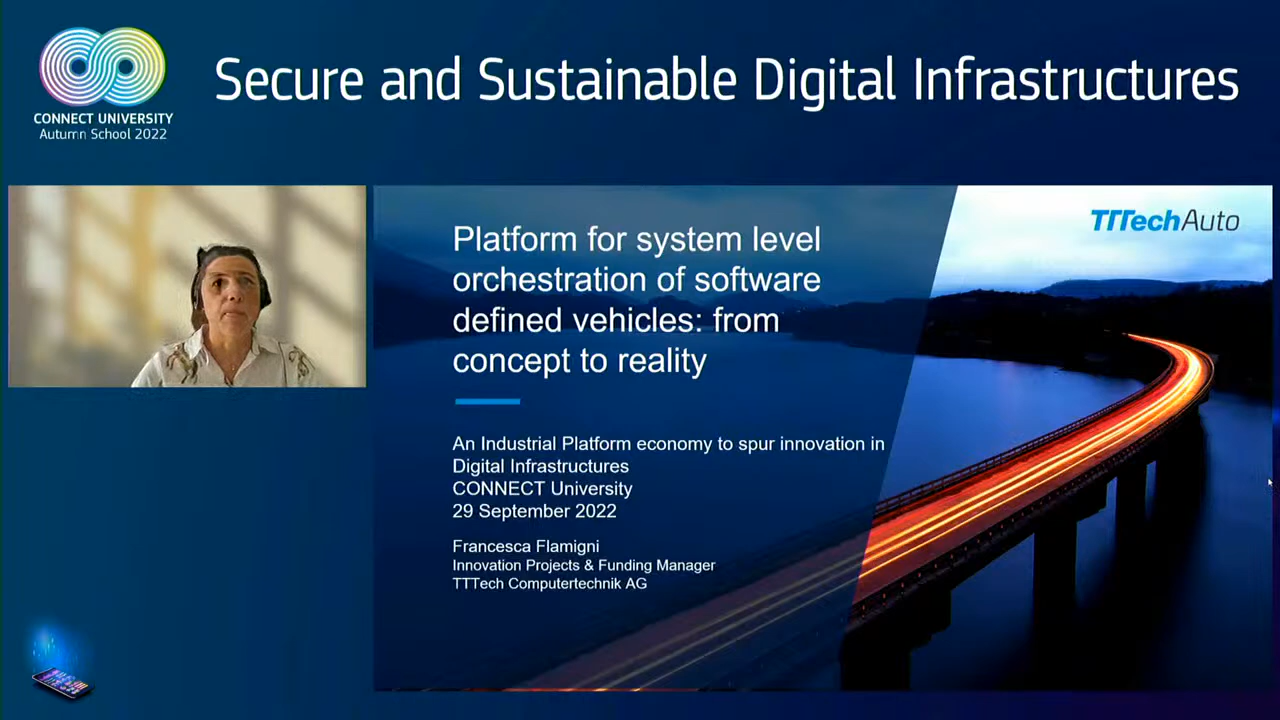 CONNECT UNIVERSITY
Autumn School 2022
Secure and Sustainable Digital Infrastructures
TTTechAuto
Platform for system level
orchestration of software
defined vehicles: from
concept to reality
An Industrial Platform economy to spur innovation in
Digital Infrastructures
CONNECT University
29 September 2022
Francesca Flamigni
Innovation Projects & Funding Manager
TTTech Computertechnik AG